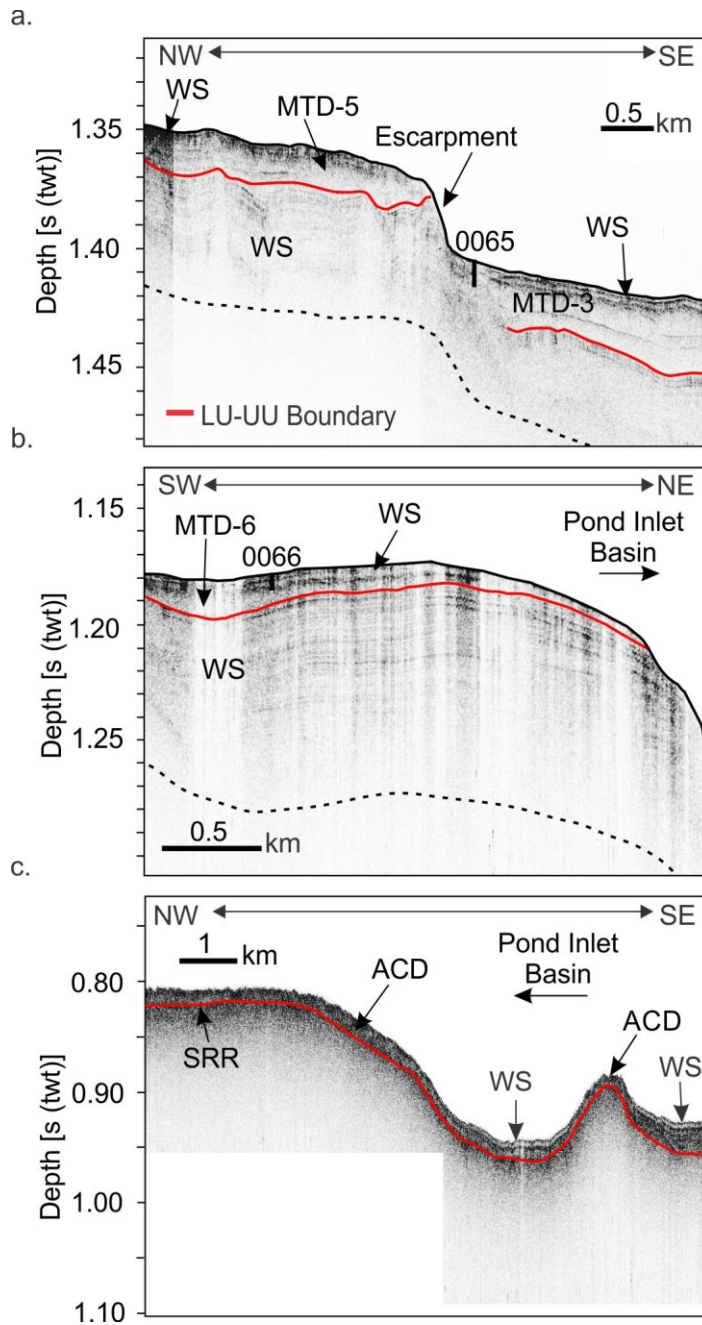 a.
NW SE
WS
MTD-5
0.5 km
Escarpment
1.35
0065
WS
WS
1.40
MTD-3
1.45
LU-UU Boundary
Depth [s (twt)]
b.
SW NE
1.15
MTD-6
WS
Pond Inlet
Basin
0066
1.20
WS
1.25
0.5
km
Depth [s (twt)]
c.
NW SE
1
km
Pond Inlet
Basin
0.80
ACD
ACD
SRR
WS
WS
0.90
1.00
1.10
Depth [s (twt)]